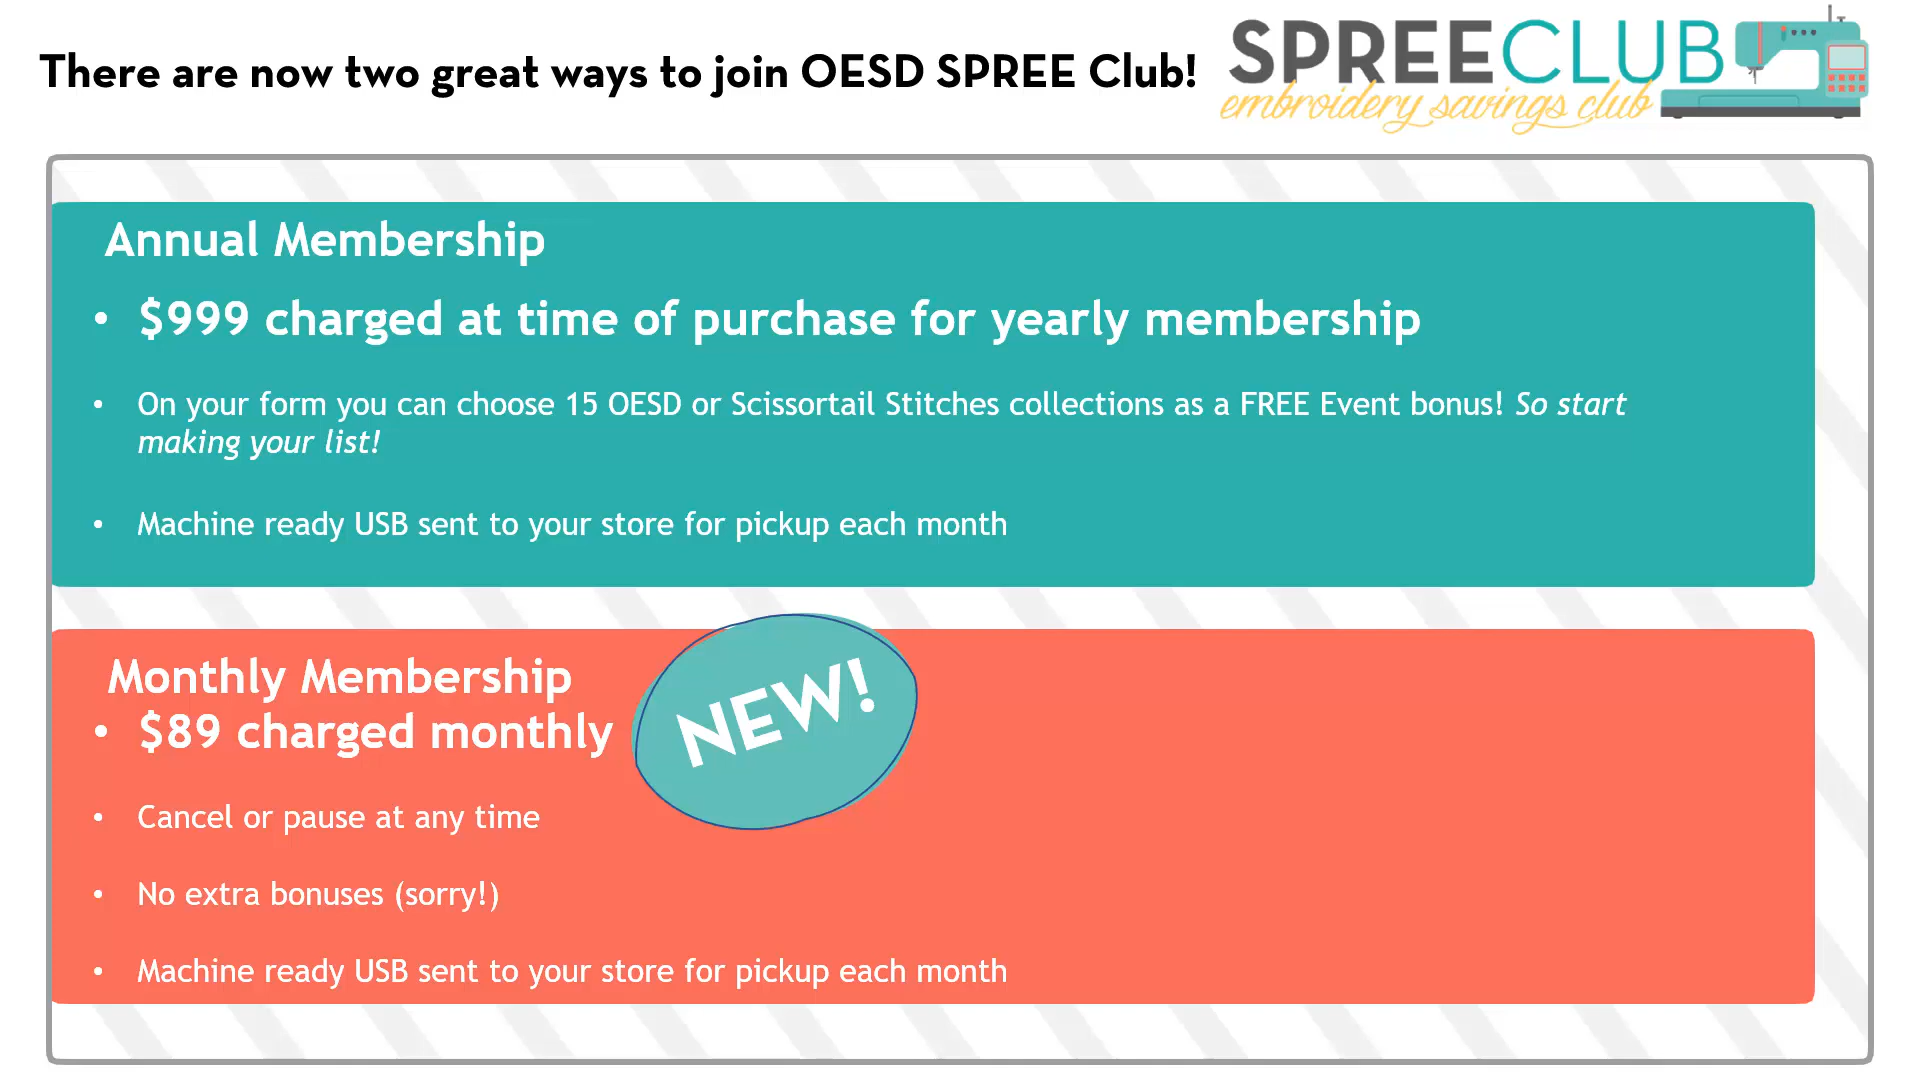 There are now two great ways to join OESD SPREE Club!
SPREECLUB
embroidery savings club
Annual Membership
• $999 charged at time of purchase for yearly membership
• On your form you can choose 15 OESD or Scissortail Stitches collections as a FREE Event bonus! So start
making your list!
• Machine ready USB sent to your store for pickup each month
Monthly Membership
• $89 charged monthly
NEW!
• Cancel or pause at any time
• No extra bonuses (sorry!)
• Machine ready USB sent to your store for pickup each month